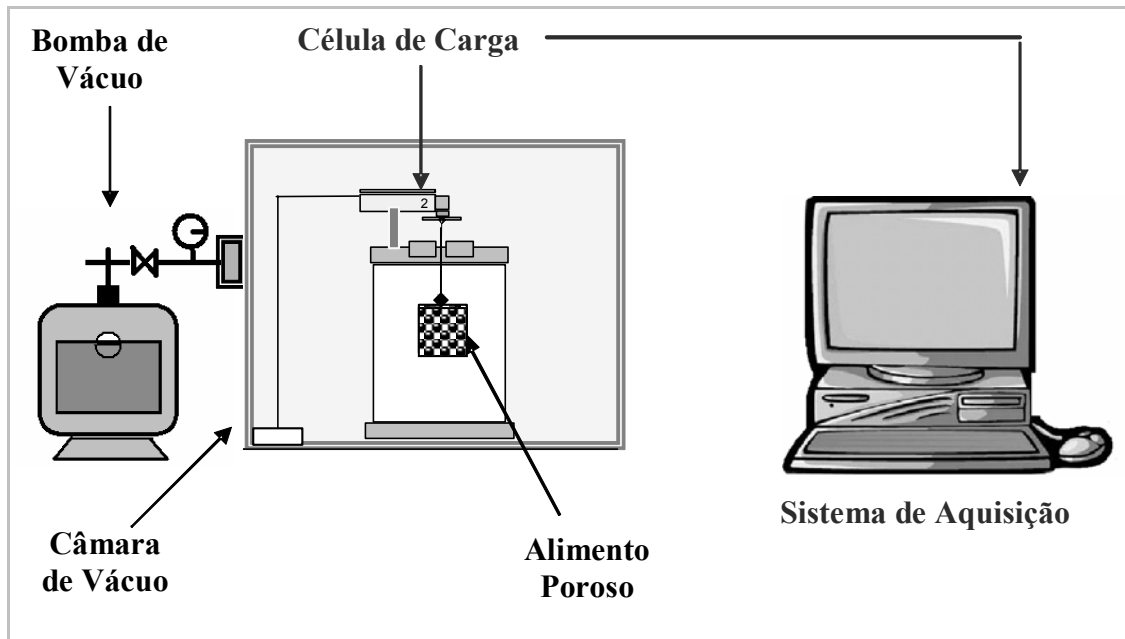 Bomba de
Vácuo
Célula de Carga
2
Sistema de Aquisição
Câmara
de Vácuo
Alimento
Poroso